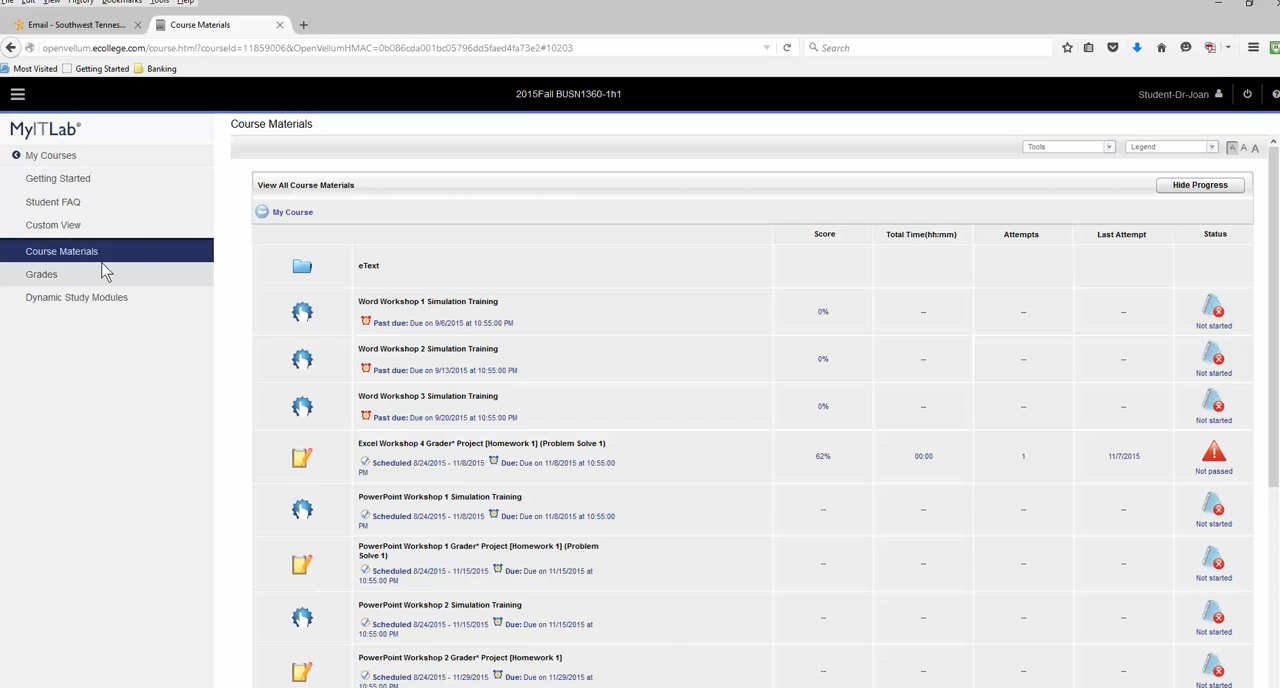 File Edit View History Bookmarks Tools Help
Email - Southwest Tennes... × Course Materials × +
openvellum.ecollege.com/course.html?courseId=11859006&OpenVellumHMAC=0b086cda001bc05796dd5faed4fa73e2#10203
Search
Most Visited Getting Started Banking
2015Fall BUSN1360-1h1
Student-Dr-Joan
MyITLab®
Course Materials
My Courses
Tools
Legend
A A A
Getting Started
View All Course Materials
Hide Progress
Student FAQ
My Course
Custom View
Score Total Time(hh:mm) Attempts Last Attempt Status
Course Materials
eText
Grades
Dynamic Study Modules
Word Workshop 1 Simulation Training
Past due: Due on 9/6/2015 at 10:55:00 PM
0% -- -- --
Not started
Word Workshop 2 Simulation Training
Past due: Due on 9/13/2015 at 10:55:00 PM
0% -- -- --
Not started
Word Workshop 3 Simulation Training
Past due: Due on 9/20/2015 at 10:55:00 PM
0% -- -- --
Not started
Excel Workshop 4 Grader* Project [Homework 1] (Problem Solve 1)
Scheduled 8/24/2015 - 11/8/2015 Due: Due on 11/8/2015 at 10:55:00
PM
62% 00:00 1 11/7/2015
Not passed
PowerPoint Workshop 1 Simulation Training
Scheduled 8/24/2015 - 11/8/2015 Due: Due on 11/8/2015 at 10:55:00
PM
-- -- -- --
Not started
PowerPoint Workshop 1 Grader* Project [Homework 1] (Problem
Solve 1)
Scheduled 8/24/2015 - 11/15/2015 Due: Due on 11/15/2015 at
10:55:00 PM
-- -- -- --
Not started
PowerPoint Workshop 2 Simulation Training
Scheduled 8/24/2015 - 11/15/2015 Due: Due on 11/15/2015 at
10:55:00 PM
-- -- -- --
Not started
PowerPoint Workshop 2 Grader* Project [Homework 1]
Scheduled 8/24/2015 - 11/29/2015 Due: Due on 11/29/2015 at
10:55:00 PM
-- -- -- --
Not started